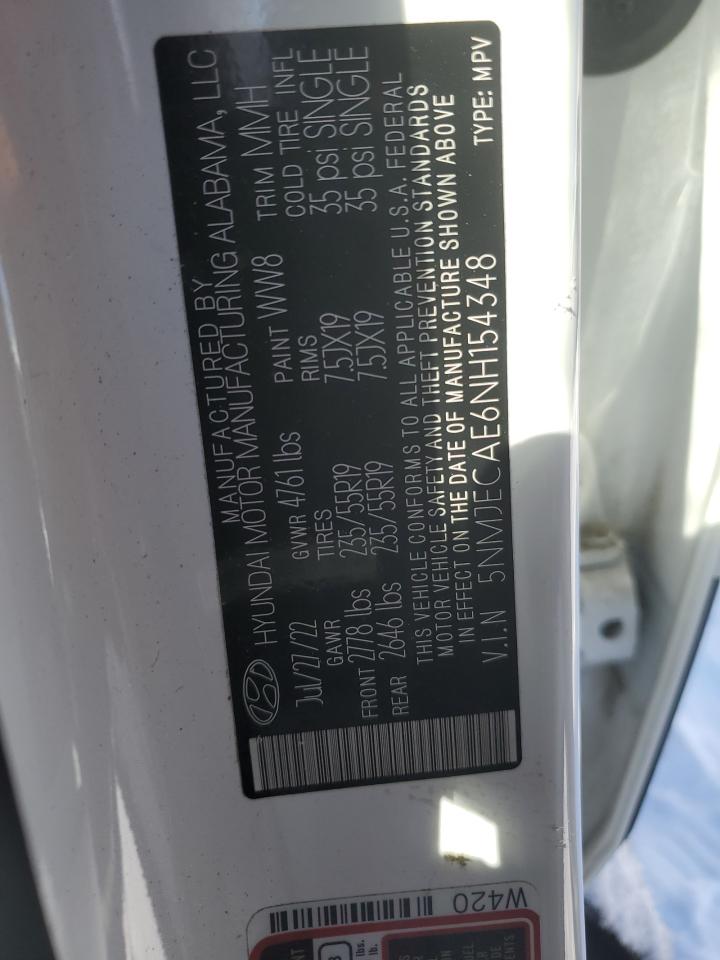 MANUFACTURED BY
HYUNDAI MOTOR MANUFACTURING ALABAMA, LLC
Jul/27/22 GVWR 4761 lbs PAINT WW8 TRIM MMH
GAWR TIRES RIMS COLD TIRE INFL
FRONT 2778 lbs 235/55R19 7.5JX19 35 psi SINGLE
REAR 2646 lbs 235/55R19 7.5JX19 35 psi SINGLE
THIS VEHICLE CONFORMS TO ALL APPLICABLE U.S.A. FEDERAL
MOTOR VEHICLE SAFETY AND THEFT PREVENTION STANDARDS
IN EFFECT ON THE DATE OF MANUFACTURE SHOWN ABOVE
V.I.N 5NMJECAE6NH154348 TYPE: MPV
W420
lbs.
lb.